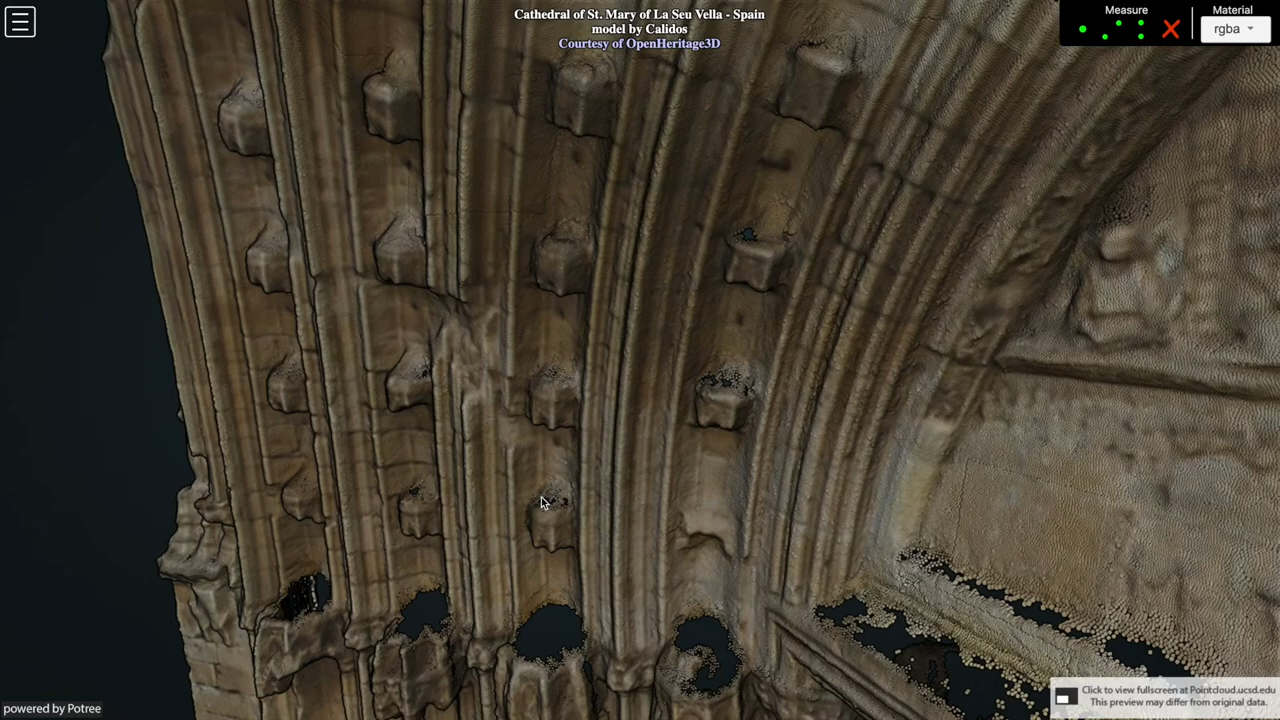 Cathedral of St. Mary of La Seu Vella - Spain
model by Calidos
Courtesy of OpenHeritage3D
Measure
Material
rgba
powered by Potree
Click to view fullscreen at Pointcloud.ucsd.edu
This preview may differ from original data.